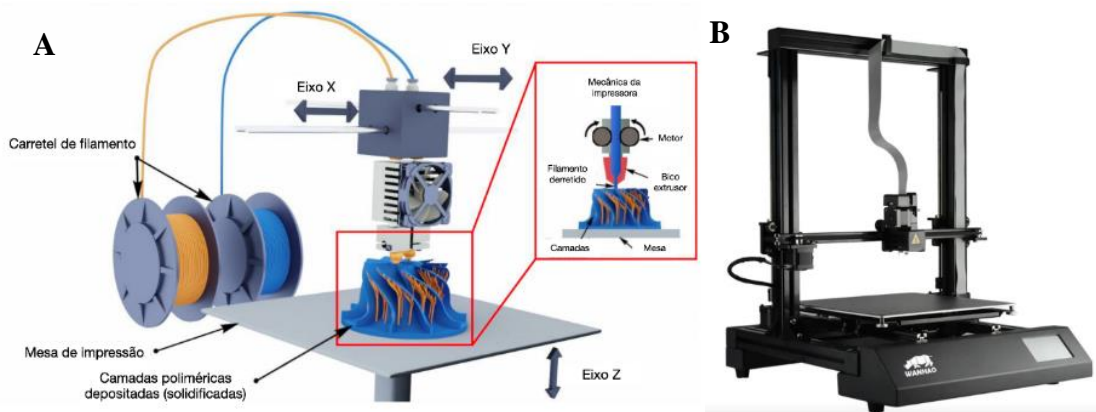 A
B
Eixo Y
Eixo X
Carretel de filamento
Mesa de impressão
Camadas poliméricas
depositadas (solidificadas)
Eixo Z
Mecânica da
impressora
Motor
Filamento
derretido
Bico
extrusor
Camadas
Mesa
WANHAO